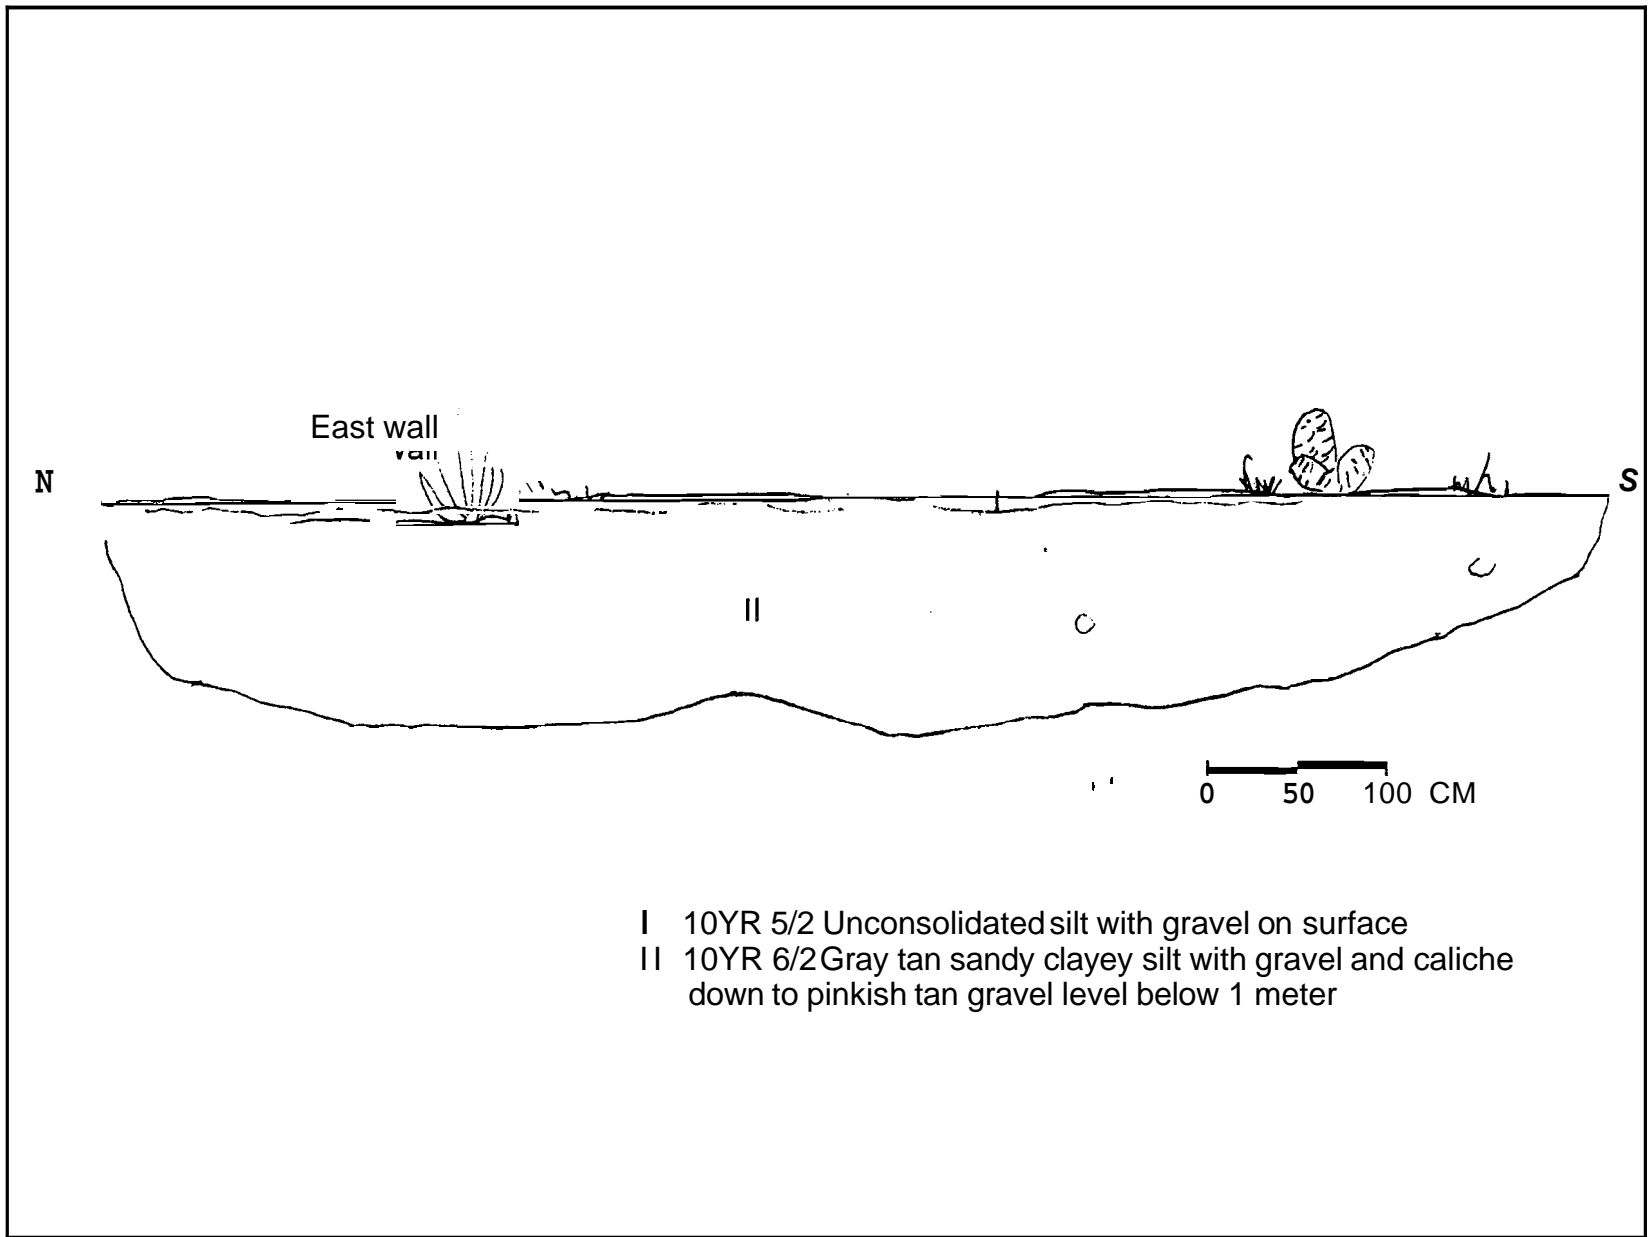 East wall
wall
N
S
II
0 50 100 CM
I 10YR 5/2 Unconsolidated silt with gravel on surface
II 10YR 6/2 Gray tan sandy clayey silt with gravel and caliche
down to pinkish tan gravel level below 1 meter